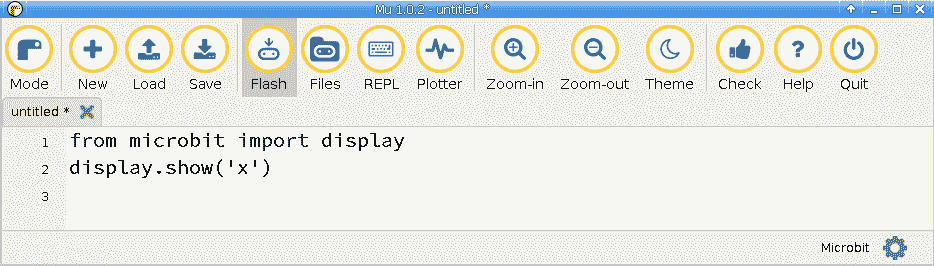 Mu 1.0.2 - untitled *
Mode New Load Save Flash Files REPL Plotter Zoom-in Zoom-out Theme Check Help Quit
untitled *
1 from microbit import display
2 display.show('x')
3
Microbit